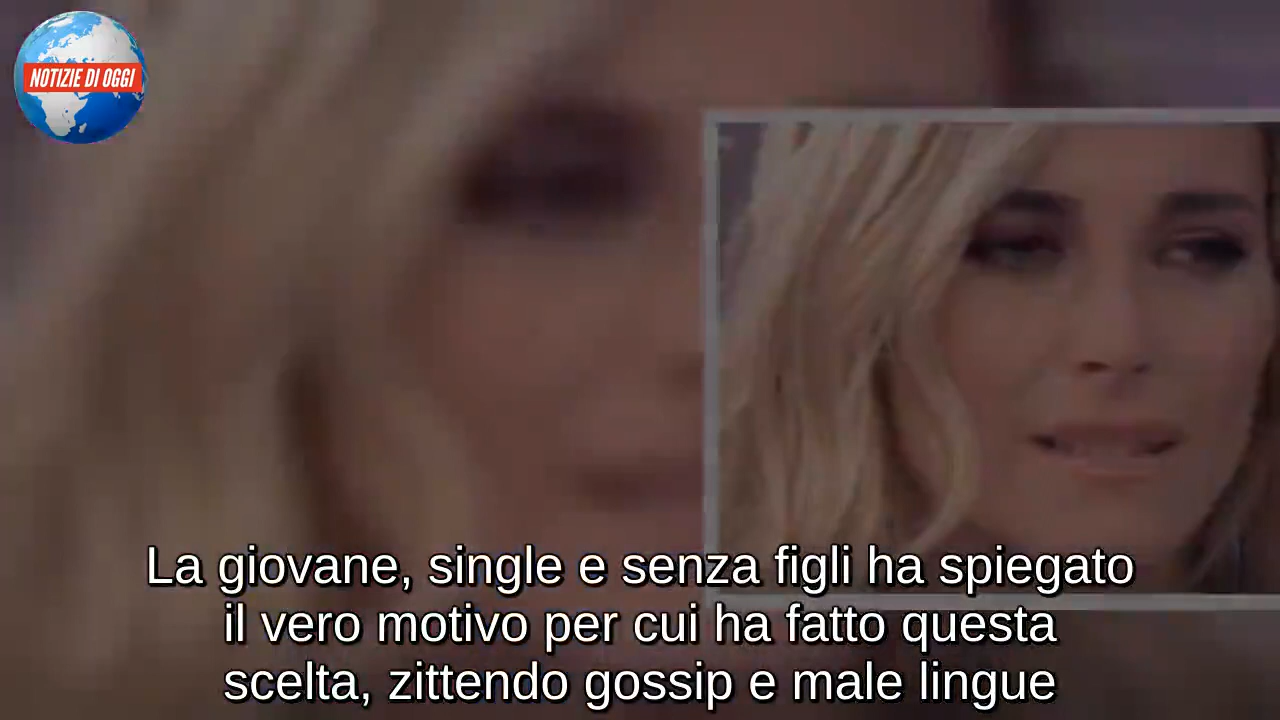 NOTIZIE DI OGGI
La giovane, single e senza figli ha spiegato
il vero motivo per cui ha fatto questa
scelta, zittendo gossip e male lingue